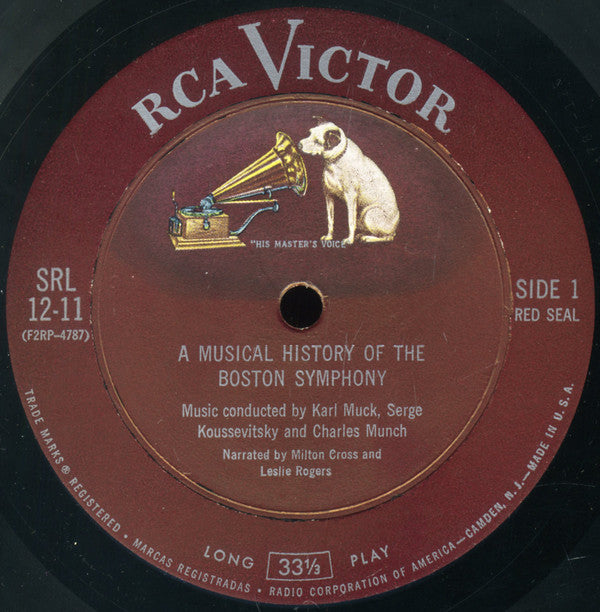 RCA VICTOR
"HIS MASTER'S VOICE"
SRL
12-11
(F2RP-4787)
SIDE 1
RED SEAL
A MUSICAL HISTORY OF THE
BOSTON SYMPHONY
Music conducted by Karl Muck, Serge
Koussevitsky and Charles Munch
Narrated by Milton Cross and
Leslie Rogers
LONG 33⅓ PLAY
TRADE MARKS ® REGISTERED • MARCAS REGISTRADAS • RADIO CORPORATION OF AMERICA—CAMDEN, N. J.—MADE IN U. S. A.